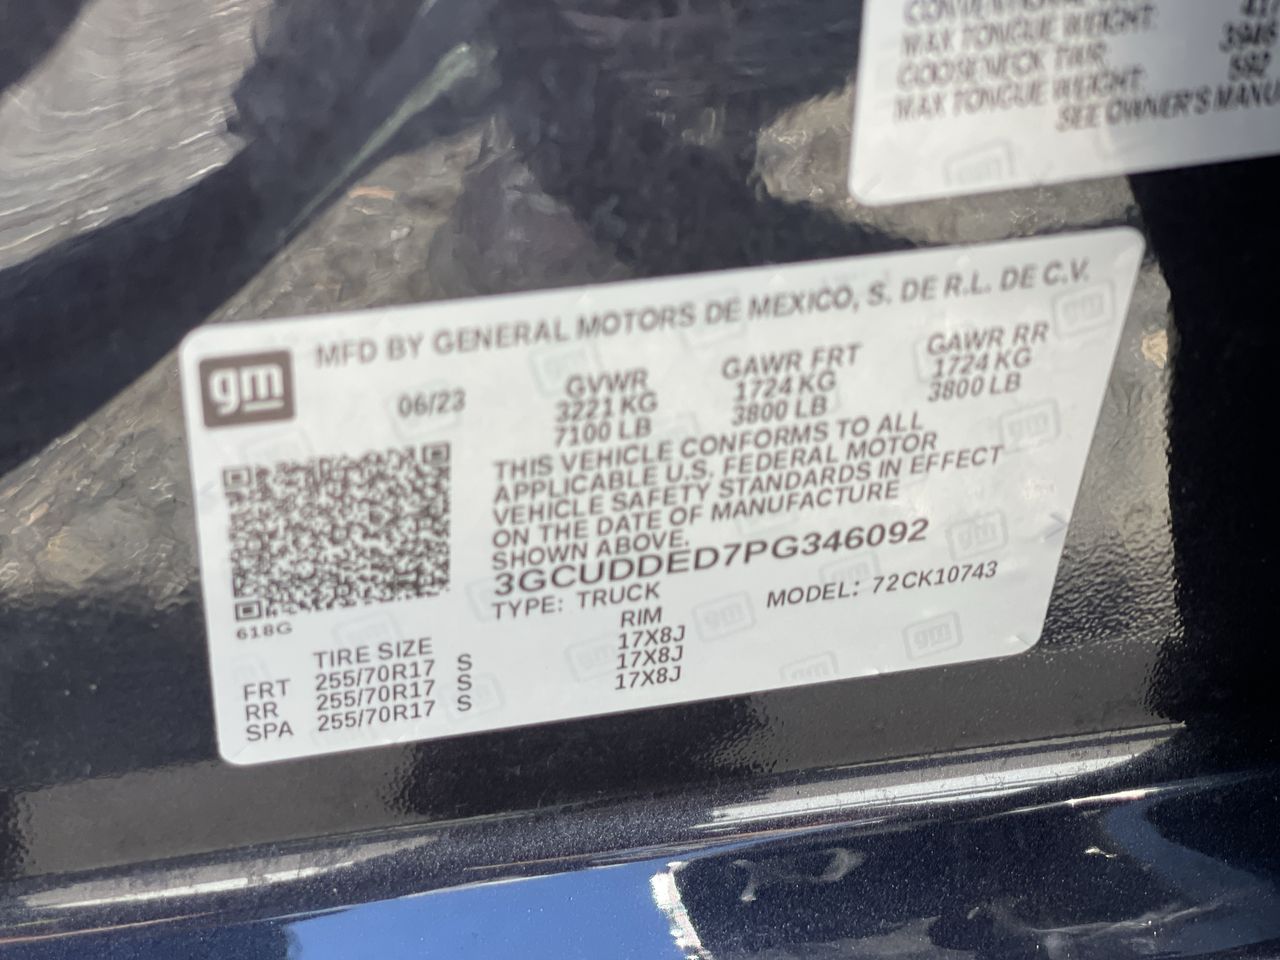 MAX TONGUE WEIGHT:
GOOSENECK TWR:
MAX TONGUE WEIGHT: 592
SEE OWNER'S MANU
MFD BY GENERAL MOTORS DE MEXICO, S. DE R.L. DE C.V.
gm
06/23 GVWR GAWR FRT GAWR RR
3221 KG 1724 KG 1724 KG
7100 LB 3800 LB 3800 LB
THIS VEHICLE CONFORMS TO ALL
APPLICABLE U.S. FEDERAL MOTOR
VEHICLE SAFETY STANDARDS IN EFFECT
ON THE DATE OF MANUFACTURE
SHOWN ABOVE.
3GCUDDED7PG346092
TYPE: TRUCK MODEL: 72CK10743
618G
TIRE SIZE RIM
FRT 255/70R17 S 17X8J
RR 255/70R17 S 17X8J
SPA 255/70R17 S 17X8J